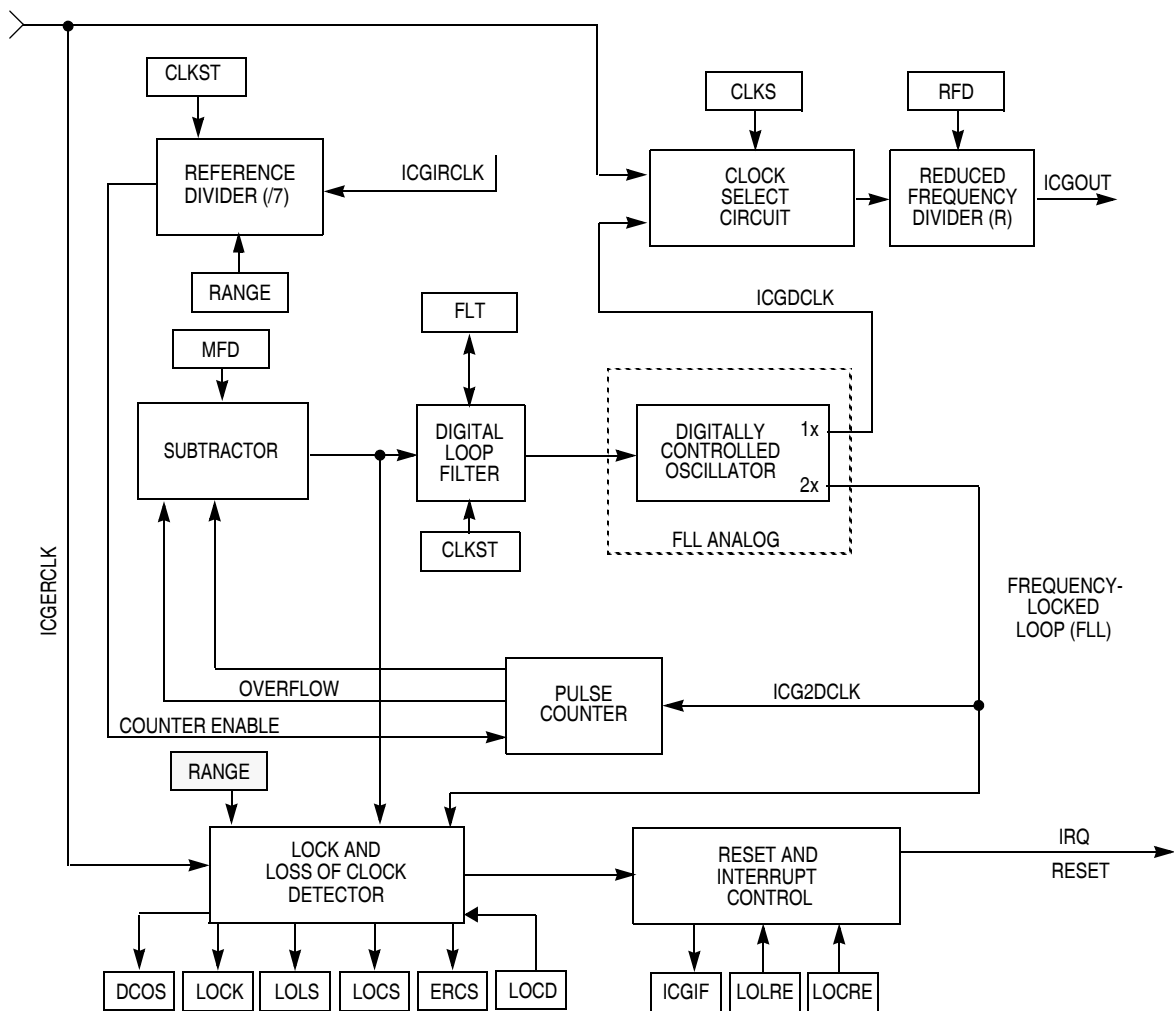 CLKST
CLKS
RFD
REFERENCE
DIVIDER (/7)
ICGIRCLK
CLOCK
SELECT
CIRCUIT
REDUCED
FREQUENCY
DIVIDER (R)
ICGOUT
RANGE
FLT
ICGDCLK
MFD
SUBTRACTOR
DIGITAL
LOOP
FILTER
DIGITALLY
CONTROLLED
OSCILLATOR
1x
2x
CLKST
FLL ANALOG
ICGERCLK
FREQUENCY-
LOCKED
LOOP (FLL)
OVERFLOW
PULSE
COUNTER
ICG2DCLK
COUNTER ENABLE
RANGE
LOCK AND
LOSS OF CLOCK
DETECTOR
RESET AND
INTERRUPT
CONTROL
IRQ
RESET
DCOS
LOCK
LOLS
LOCS
ERCS
LOCD
ICGIF
LOLRE
LOCRE